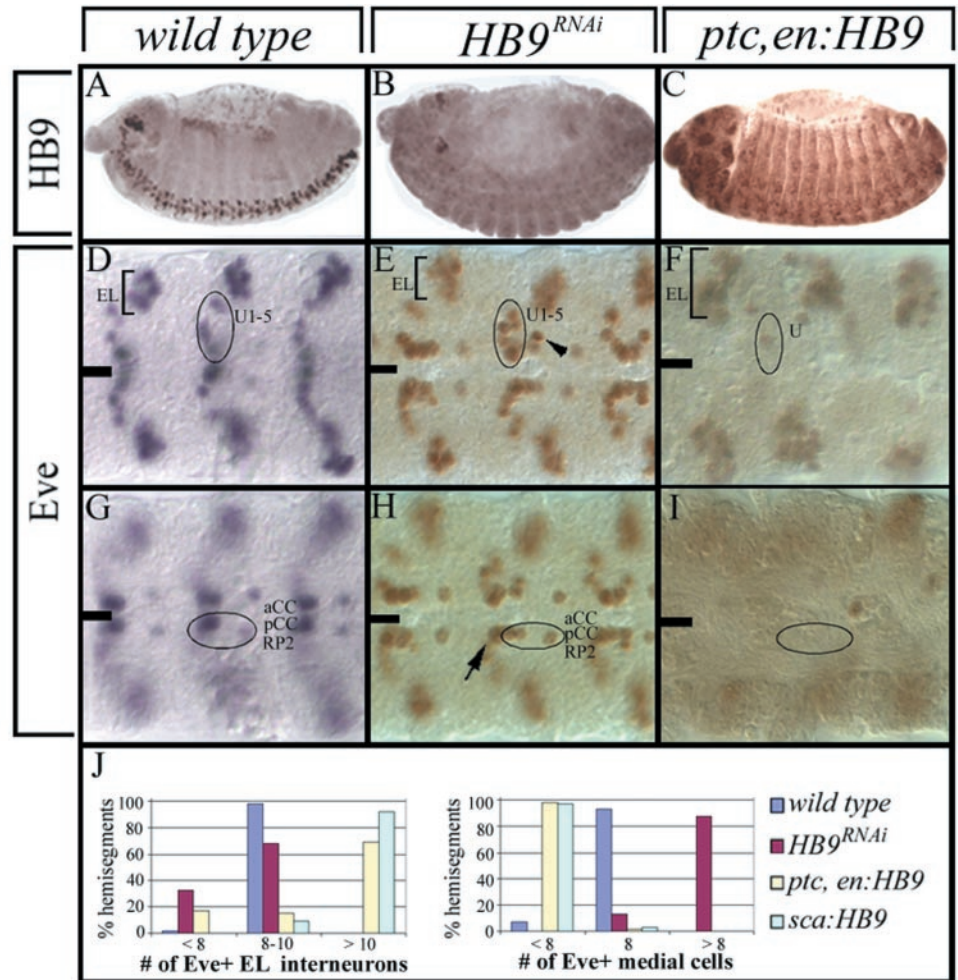 wild type HB9RNAi ptc,en:HB9
HB9
A B C
Eve
D EL U1-5
E EL U1-5
F EL U
G aCC
pCC
RP2
H aCC
pCC
RP2
I
J
% hemisegments
100
80
60
40
20
0
< 8 8-10 > 10
# of Eve+ EL interneurons
% hemisegments
100
80
60
40
20
0
< 8 8 > 8
# of Eve+ medial cells
wild type
HB9RNAi
ptc, en:HB9
sca:HB9